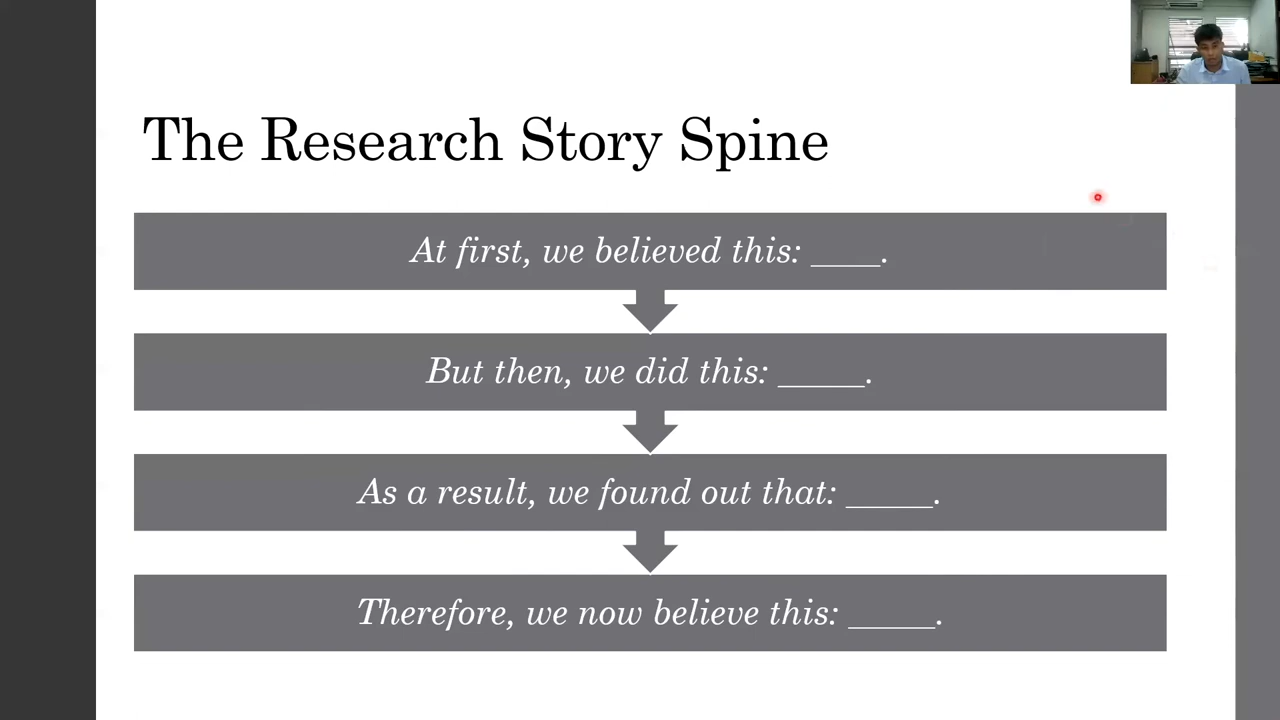 The Research Story Spine
At first, we believed this: ____.
But then, we did this: _____.
As a result, we found out that: _____.
Therefore, we now believe this: _____.